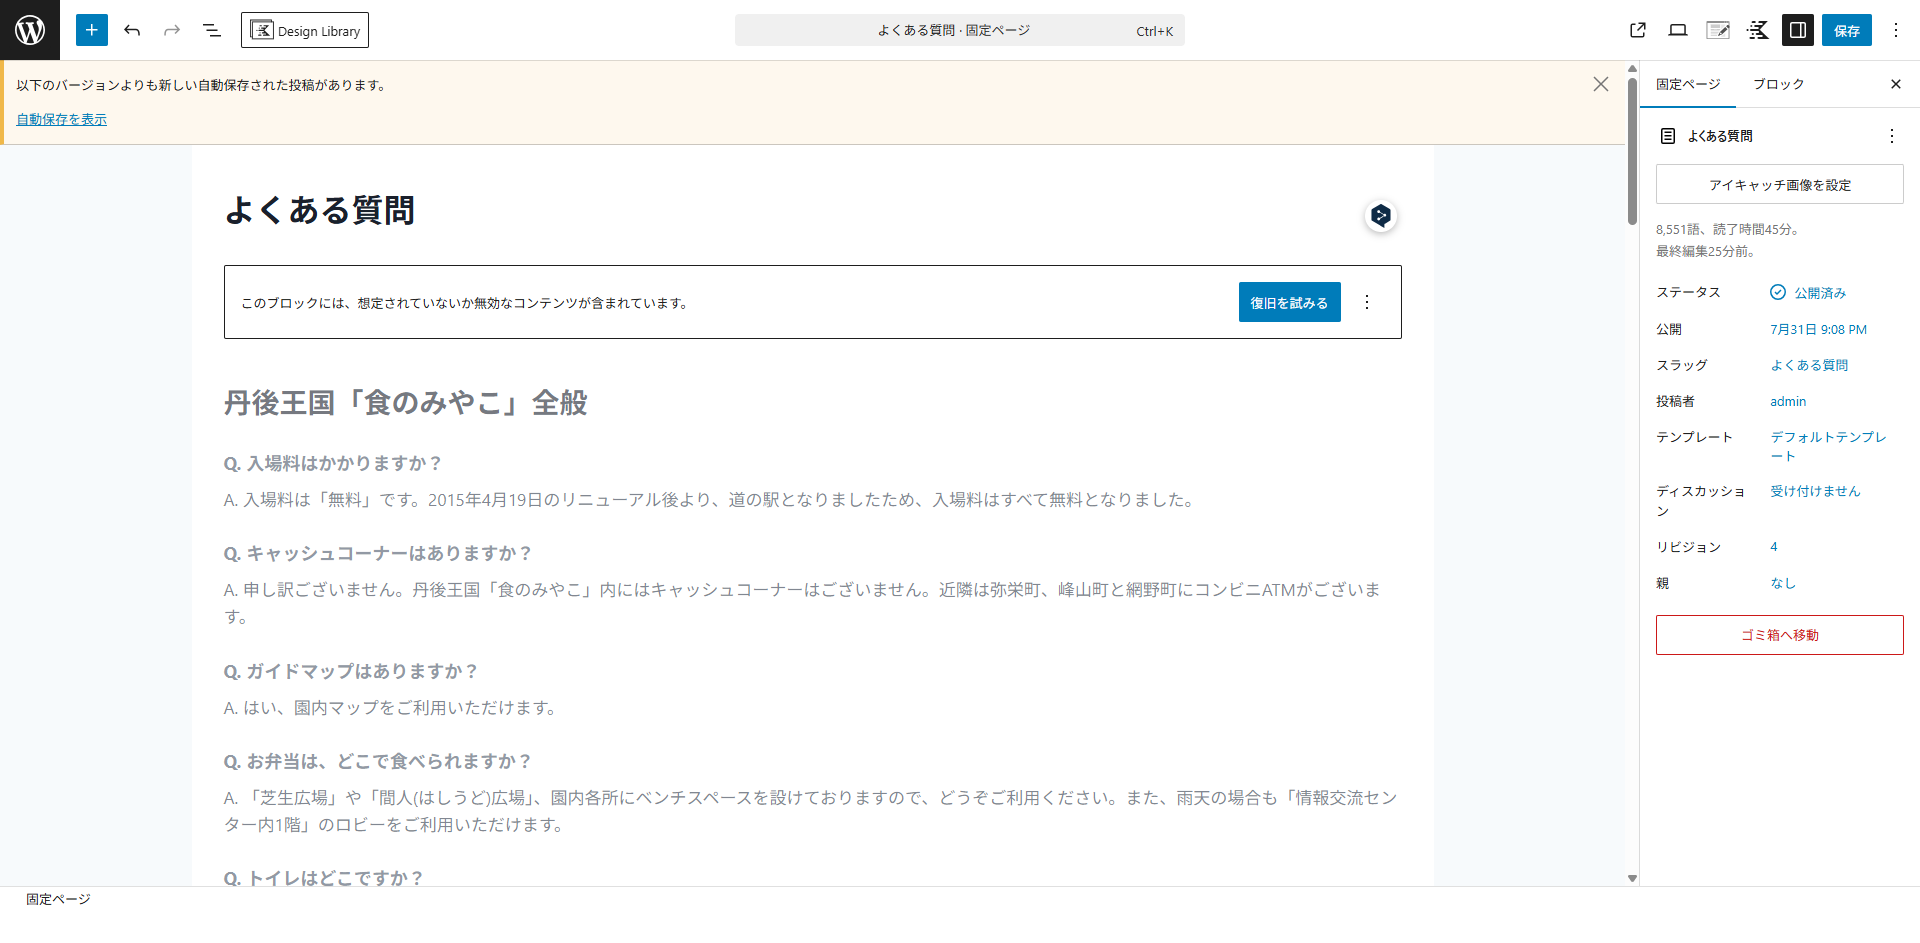 Design Library
よくある質問 · 固定ページ
Ctrl+K
保存
以下のバージョンよりも新しい自動保存された投稿があります。
自動保存を表示
よくある質問
このブロックには、想定されていないか無効なコンテンツが含まれています。
復旧を試みる
丹後王国「食のみやこ」全般
Q. 入場料はかかりますか？
A. 入場料は「無料」です。2015年4月19日のリニューアル後より、道の駅となりましたため、入場料はすべて無料となりました。
Q. キャッシュコーナーはありますか？
A. 申し訳ございません。丹後王国「食のみやこ」内にはキャッシュコーナーはございません。近隣は弥栄町、峰山町と網野町にコンビニATMがございま
す。
Q. ガイドマップはありますか？
A. はい、園内マップをご利用いただけます。
Q. お弁当は、どこで食べられますか？
A. 「芝生広場」や「間人(はしうど)広場」、園内各所にベンチスペースを設けておりますので、どうぞご利用ください。また、雨天の場合も「情報交流セン
ター内1階」のロビーをご利用いただけます。
Q. トイレはどこですか？
固定ページ
固定ページ
ブロック
よくある質問
アイキャッチ画像を設定
8,551語、読了時間45分。
最終編集25分前。
ステータス
公開済み
公開
7月31日 9:08 PM
スラッグ
よくある質問
投稿者
admin
テンプレート
デフォルトテンプレ
ート
ディスカッショ
ン
受け付けません
リビジョン
4
親
なし
ゴミ箱へ移動